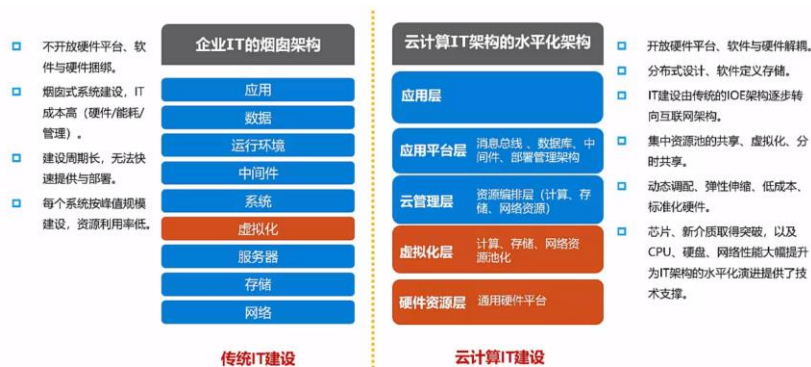 不开放硬件平台、软
件与硬件捆绑。
烟囱式系统建设，IT
成本高（硬件/能耗/
管理）。
建设周期长，无法快
速提供与部署。
每个系统按峰值规模
建设，资源利用率低。
企业IT的烟囱架构
应用
数据
运行环境
中间件
系统
虚拟化
服务器
存储
网络
传统IT建设
云计算IT架构的水平化架构
应用层
应用平台层
消息总线、数据库、中
间件、部署管理架构
云管理层
资源编排层（计算、存
储、网络资源）
虚拟化层
计算、存储、网络资
源池化
硬件资源层
通用硬件平台
云计算IT建设
开放硬件平台、软件与硬件解耦。
分布式设计、软件定义存储。
IT建设由传统的IOE架构逐步转
向互联网架构。
集中资源池的共享、虚拟化、分
时共享。
动态调配、弹性伸缩、低成本、
标准化硬件。
芯片、新介质取得突破，以及
CPU、硬盘、网络性能大幅提升
为IT架构的水平化演进提供了技
术支撑。